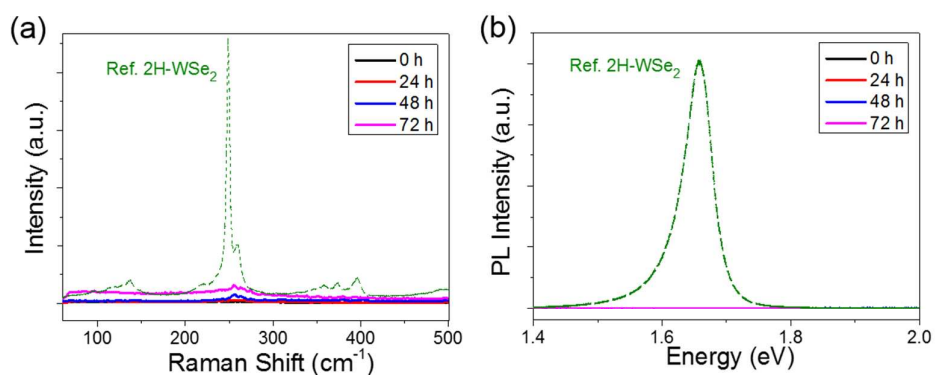 (a)
Ref. 2H-WSe₂
0 h
24 h
48 h
72 h
Intensity (a.u.)
100 200 300 400 500
Raman Shift (cm⁻¹)
(b)
Ref. 2H-WSe₂
0 h
24 h
48 h
72 h
PL Intensity (a.u.)
1.4 1.6 1.8 2.0
Energy (eV)